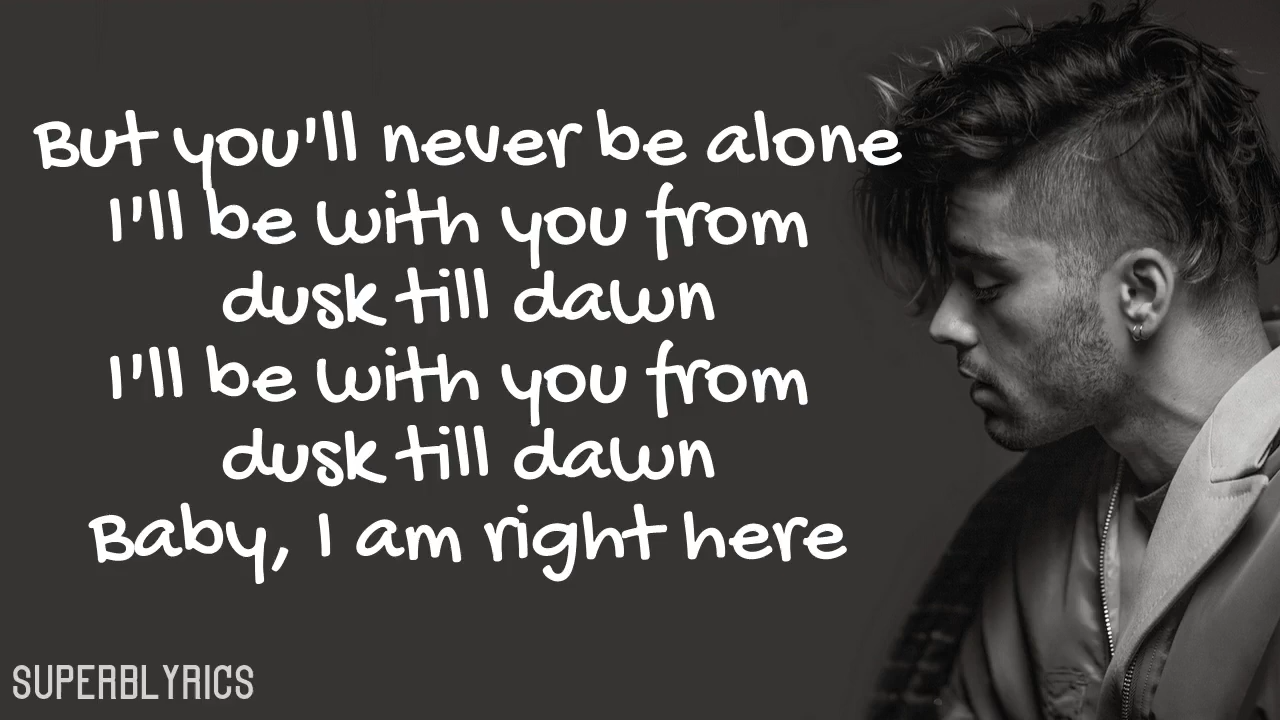 But you'll never be alone
I'll be with you from
dusk till dawn
I'll be with you from
dusk till dawn
Baby, I am right here
SUPERBLYRICS